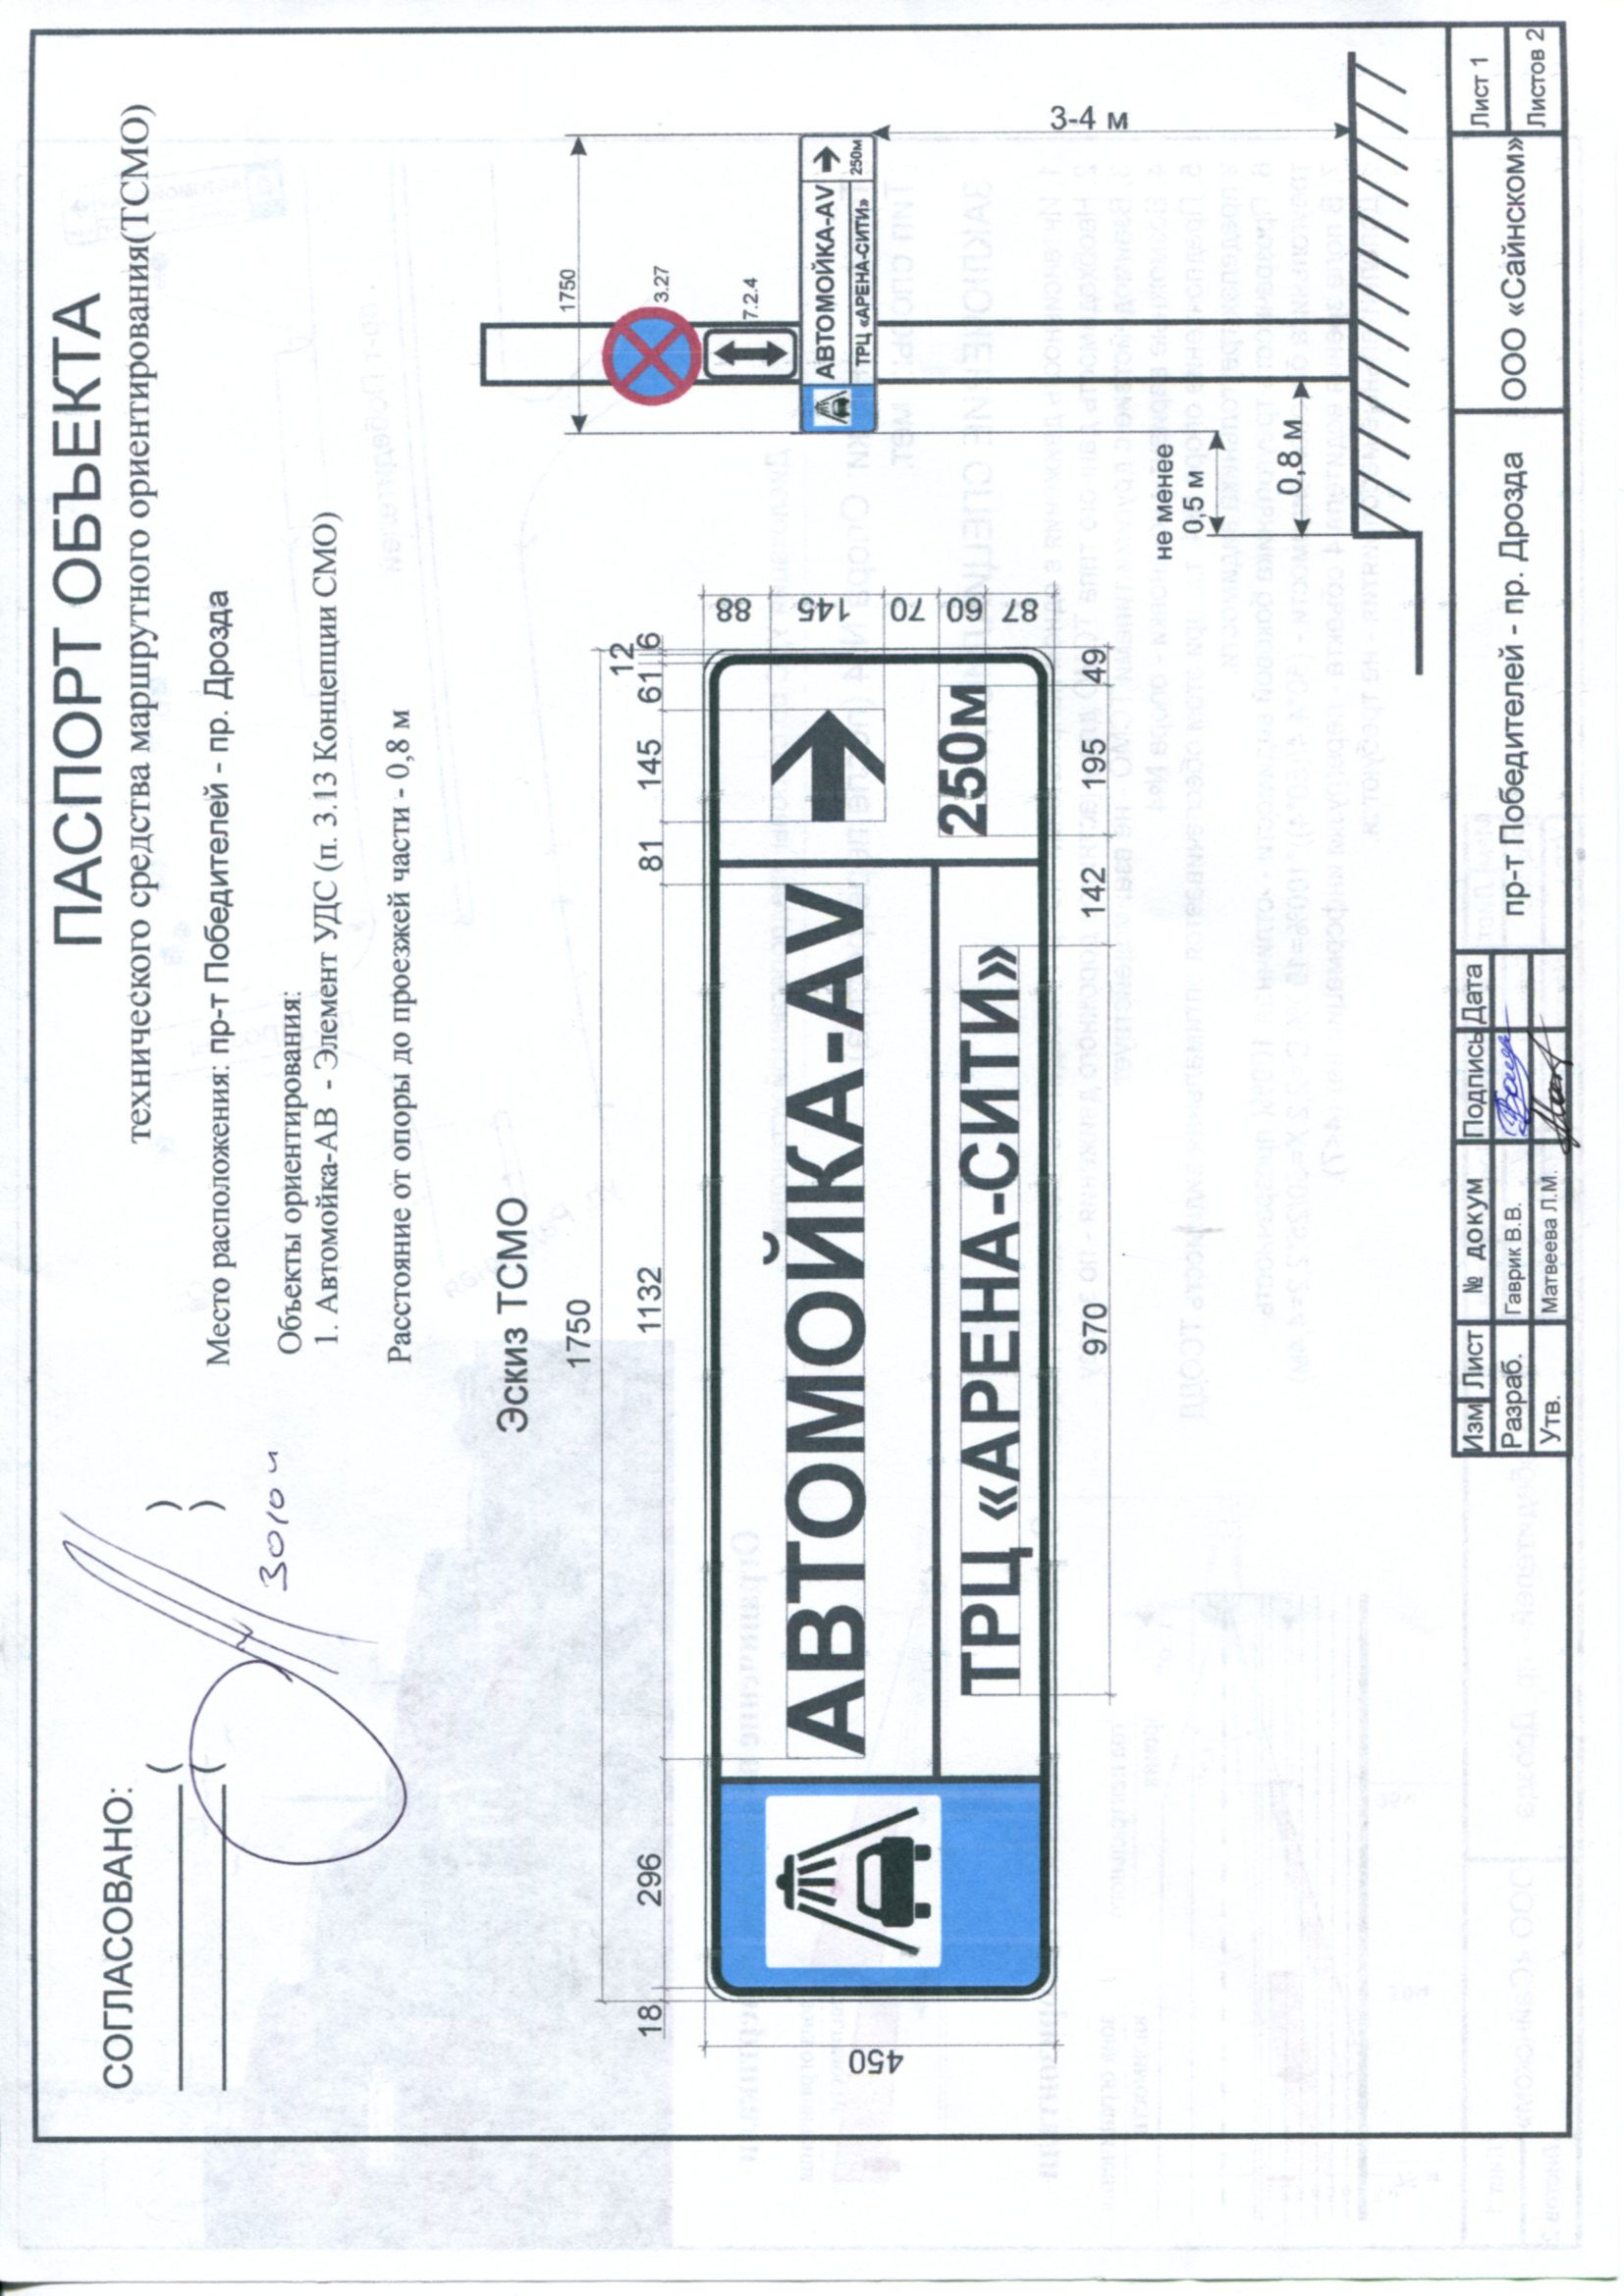 СОГЛАСОВАНО:
( )
( )
ПАСПОРТ ОБЪЕКТА
технического средства маршрутного ориентирования(ТСМО)
Место расположения: пр-т Победителей - пр. Дрозда
Объекты ориентирования:
1. Автомойка-АВ - Элемент УДС (п. 3.13 Концепции СМО)
Расстояние от опоры до проезжей части - 0,8 м
Эскиз ТСМО
1750
18 296 1132 81 145 61 12 6
450
АВТОМОЙКА-AV
ТРЦ «АРЕНА-СИТИ»
250м
88 145 70 60 87
970 142 195 49
1750
3.27
7.2.4
АВТОМОЙКА-AV
ТРЦ «АРЕНА-СИТИ»
250м
3-4 м
не менее
0,5 м
0,8 м
Изм Лист № докум Подпись Дата
Разраб. Гаврик В.В.
Утв. Матвеева Л.М.
пр-т Победителей - пр. Дрозда
ООО «Сайнском»
Лист 1
Листов 2